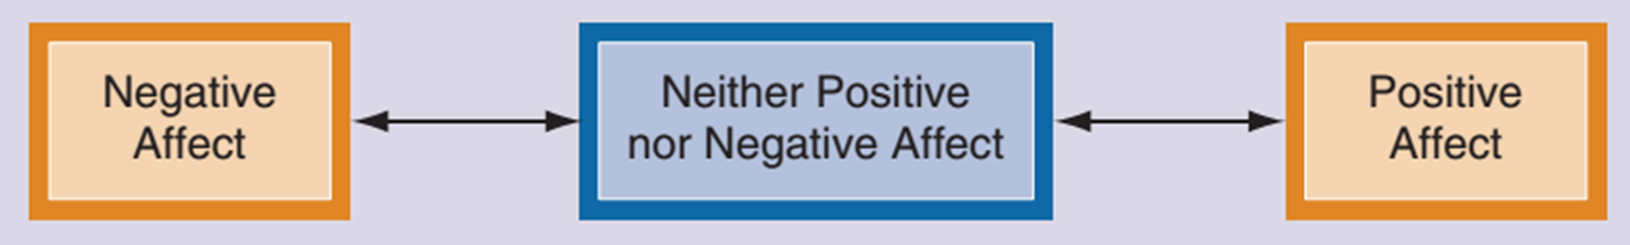 Negative
Affect
Neither Positive
nor Negative Affect
Positive
Affect